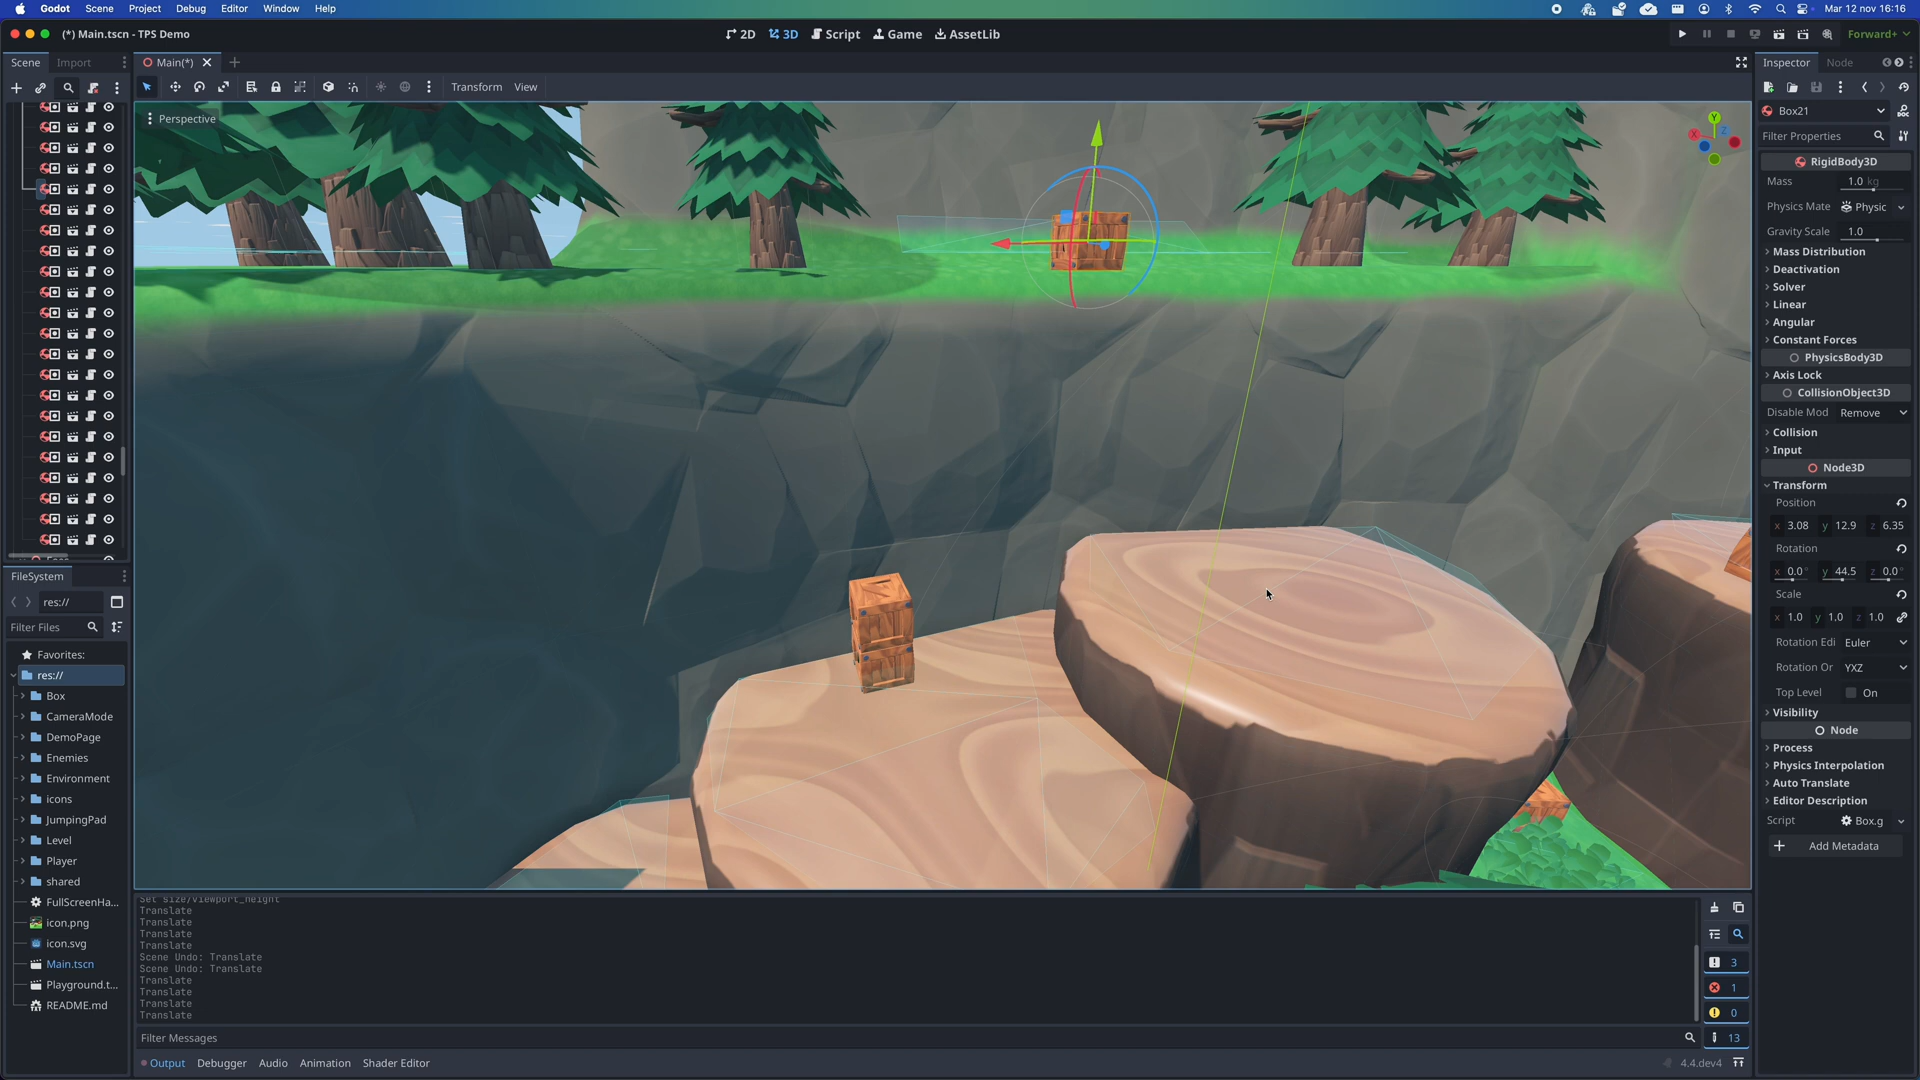 Godot Scene Project Debug Editor Window Help
Mar 12 nov 16:16
(*) Main.tscn - TPS Demo
2D 3D Script Game AssetLib
Forward+
Scene Import
Main(*)
Transform View
Perspective
Y
Z
X
FileSystem
res://
Filter Files
Favorites:
res://
Box
CameraMode
DemoPage
Enemies
Environment
icons
JumpingPad
Level
Player
shared
FullScreenHa...
icon.png
icon.svg
Main.tscn
Playground.t...
README.md
Set size/viewport_height
Translate
Translate
Translate
Translate
Scene Undo: Translate
Scene Undo: Translate
Translate
Translate
Translate
Translate
Filter Messages
3
1
0
13
Output Debugger Audio Animation Shader Editor
4.4.dev4
Inspector Node
Box21
Filter Properties
RigidBody3D
Mass 1.0 kg
Physics Mate Physic
Gravity Scale 1.0
Mass Distribution
Deactivation
Solver
Linear
Angular
Constant Forces
PhysicsBody3D
Axis Lock
CollisionObject3D
Disable Mod Remove
Collision
Input
Node3D
Transform
Position
x 3.08 y 12.9 z 6.35
Rotation
x 0.0° y 44.5 z 0.0°
Scale
x 1.0 y 1.0 z 1.0
Rotation Edi Euler
Rotation Or YXZ
Top Level On
Visibility
Node
Process
Physics Interpolation
Auto Translate
Editor Description
Script Box.g
Add Metadata